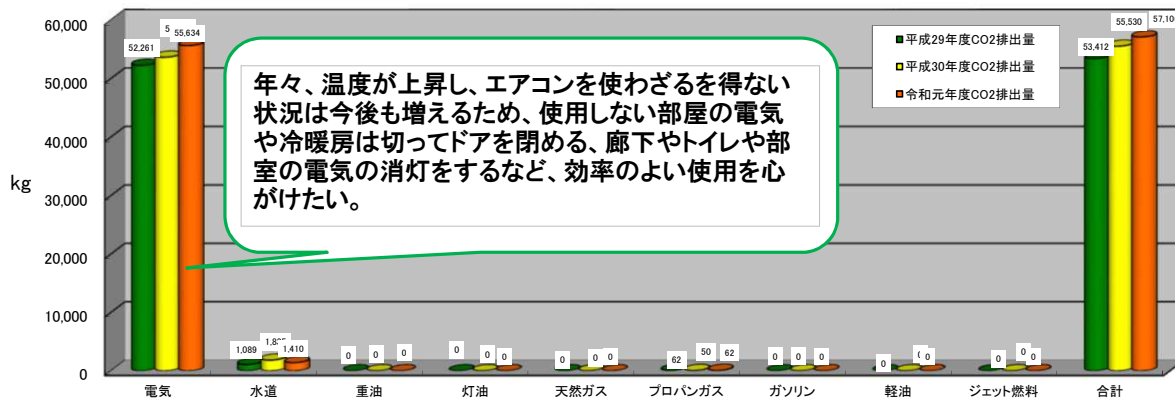 60,000
50,000
40,000
30,000
20,000
10,000
0
kg
52,261
55,634
1,089
1,410
0 0 0
0 0 0
0 0 0
62 50 62
0 0 0
0 0 0
0 0 0
53,412
55,530
57,10
平成29年度CO2排出量
平成30年度CO2排出量
令和元年度CO2排出量
年々、温度が上昇し、エアコンを使わざるを得ない
状況は今後も増えるため、使用しない部屋の電気
や冷暖房は切ってドアを閉める、廊下やトイレや部
室の電気の消灯をするなど、効率のよい使用を心
がけたい。
電気 水道 重油 灯油 天然ガス プロパンガス ガソリン 軽油 ジェット燃料 合計